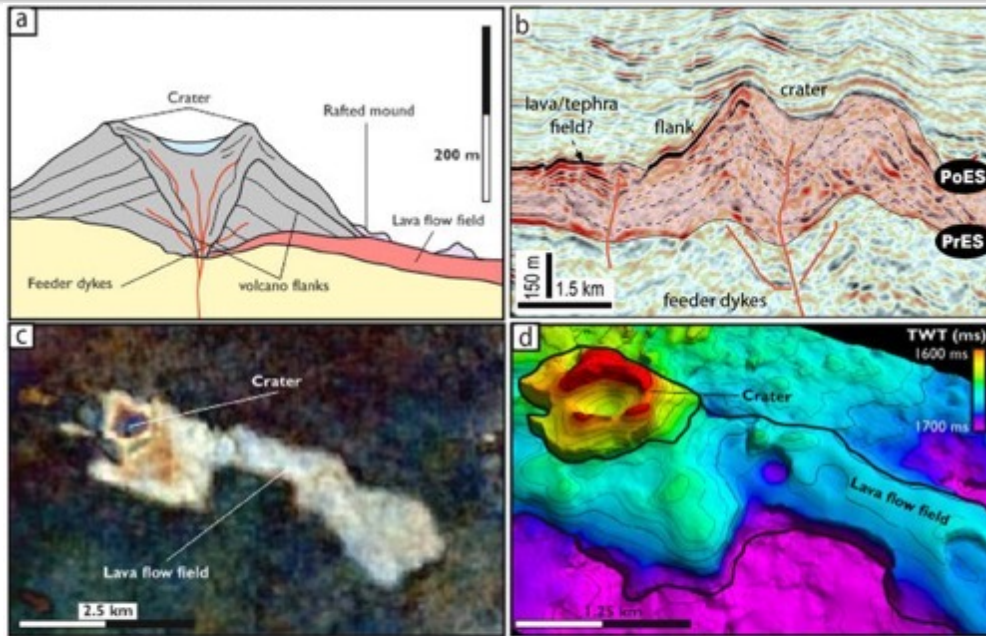 a
Crater
Rafted mound
200 m
Lava flow field
Feeder dykes
volcano flanks
b
crater
lava/tephra
field?
flank
PoES
PrES
150 m
1.5 km
feeder dykes
c
Crater
Lava flow field
2.5 km
d
TWT (ms)
1600 ms
Crater
1700 ms
Lava flow field
1.25 km